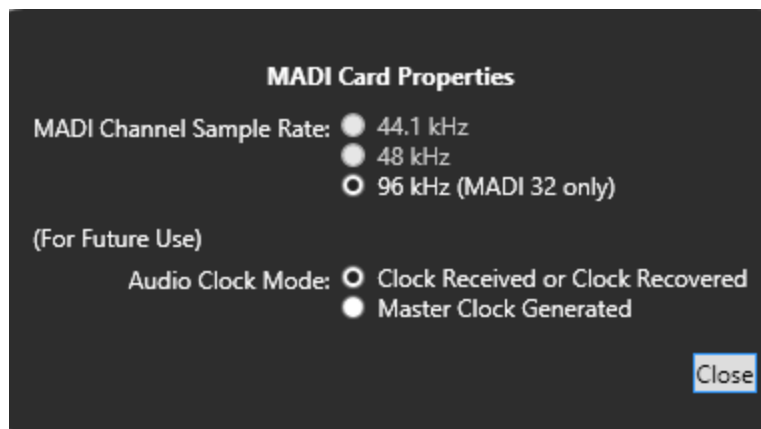 MADI Card Properties
MADI Channel Sample Rate: 44.1 kHz
48 kHz
96 kHz (MADI 32 only)
(For Future Use)
Audio Clock Mode: Clock Received or Clock Recovered
Master Clock Generated
Close